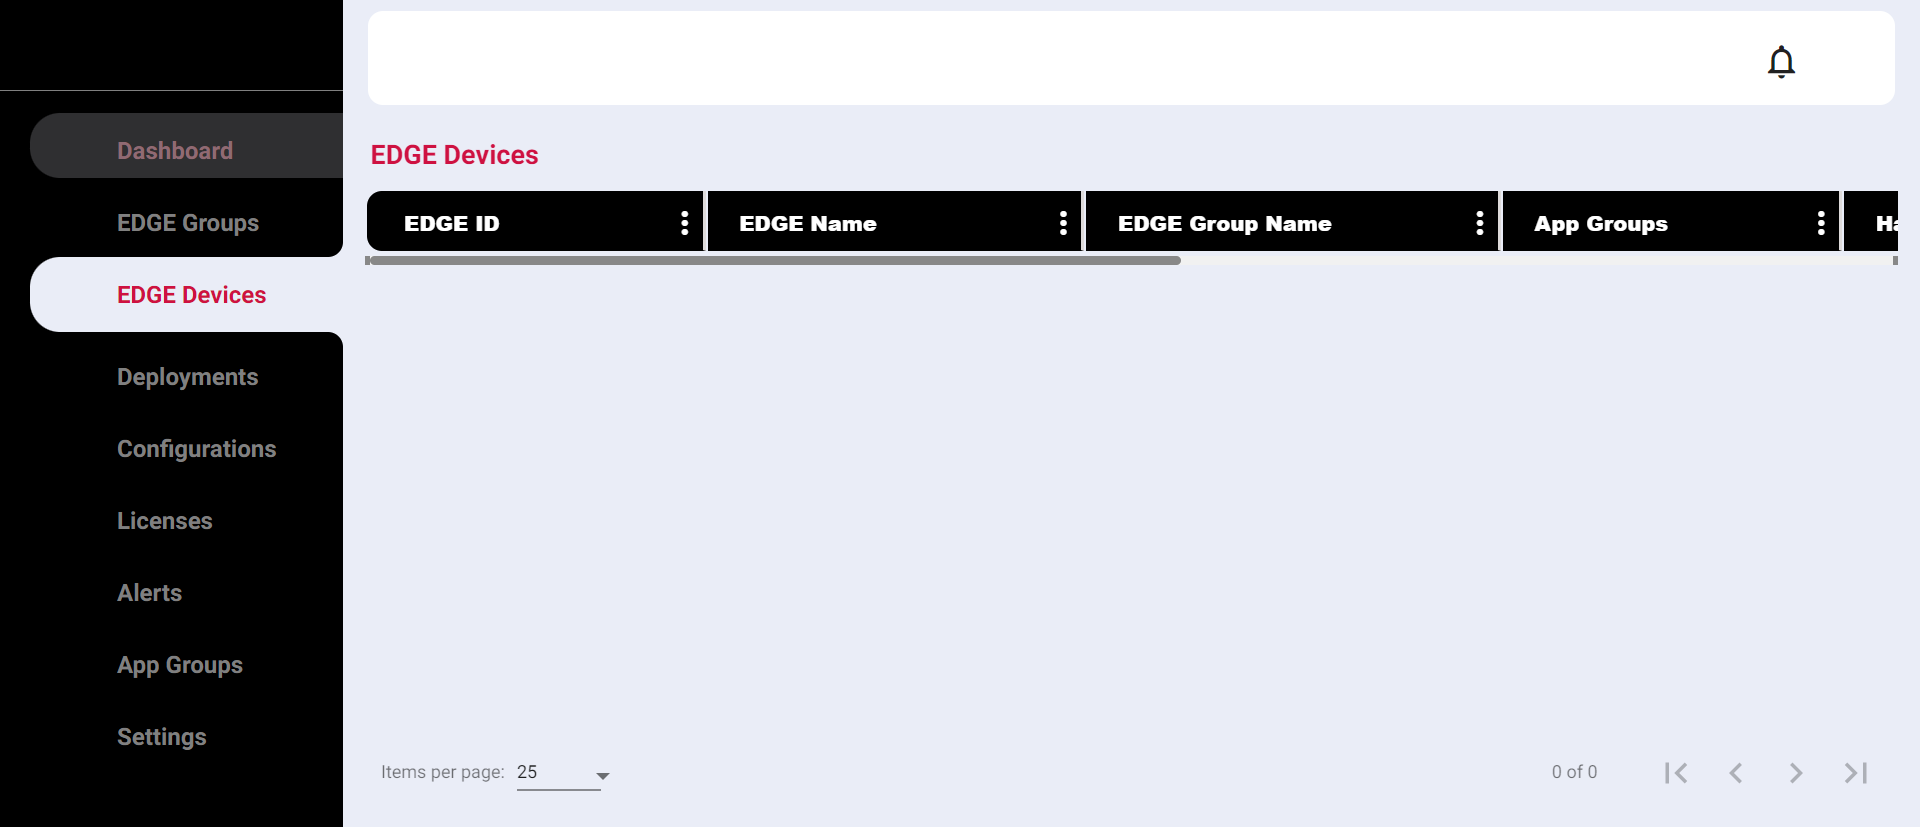 Dashboard
EDGE Groups
EDGE Devices
Deployments
Configurations
Licenses
Alerts
App Groups
Settings
EDGE Devices
EDGE ID EDGE Name EDGE Group Name App Groups
Items per page: 25 0 of 0